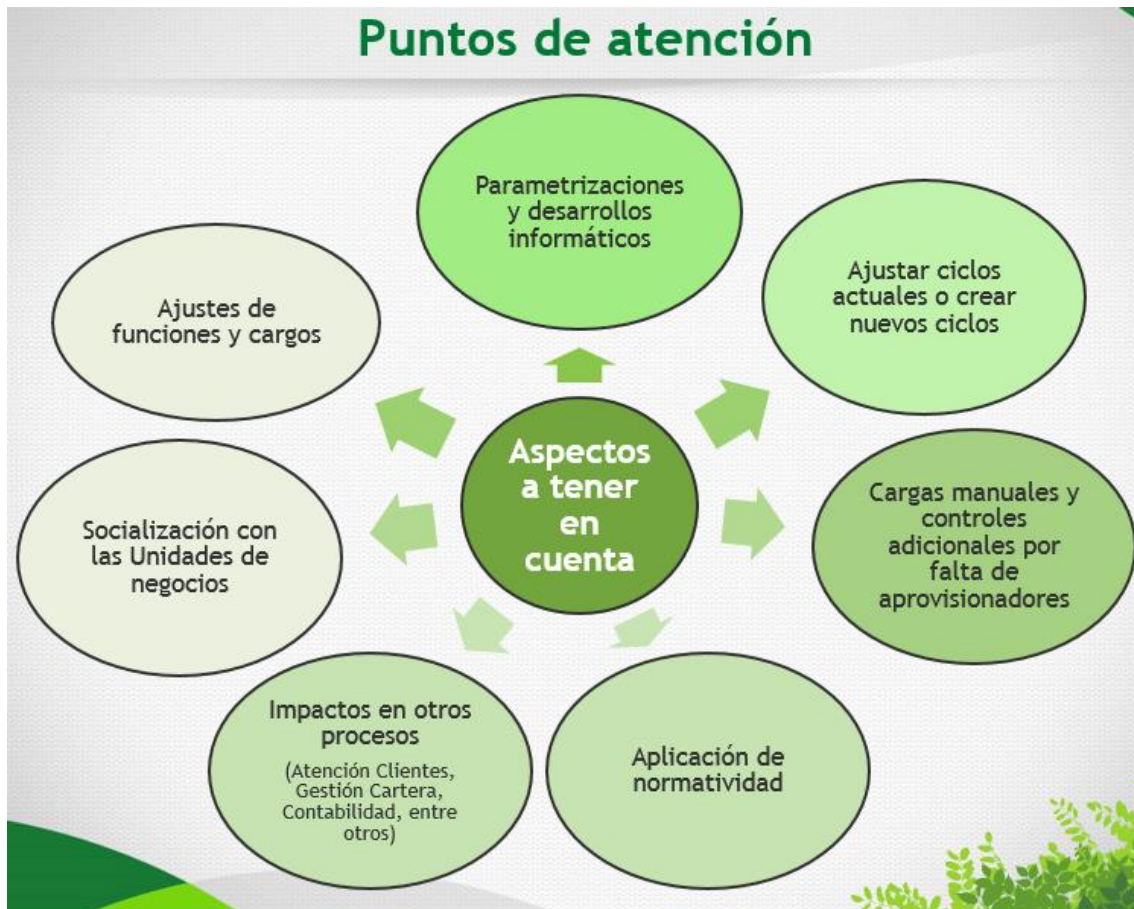 Puntos de atención
Parametrizaciones
y desarrollos
informáticos
Ajustar ciclos
actuales o crear
nuevos ciclos
Cargas manuales y
controles
adicionales por
falta de
aprovisionadores
Aplicación de
normatividad
Impactos en otros
procesos
(Atención Clientes,
Gestión Cartera,
Contabilidad, entre
otros)
Socialización con
las Unidades de
negocios
Ajustes de
funciones y cargos
Aspectos
a tener
en
cuenta